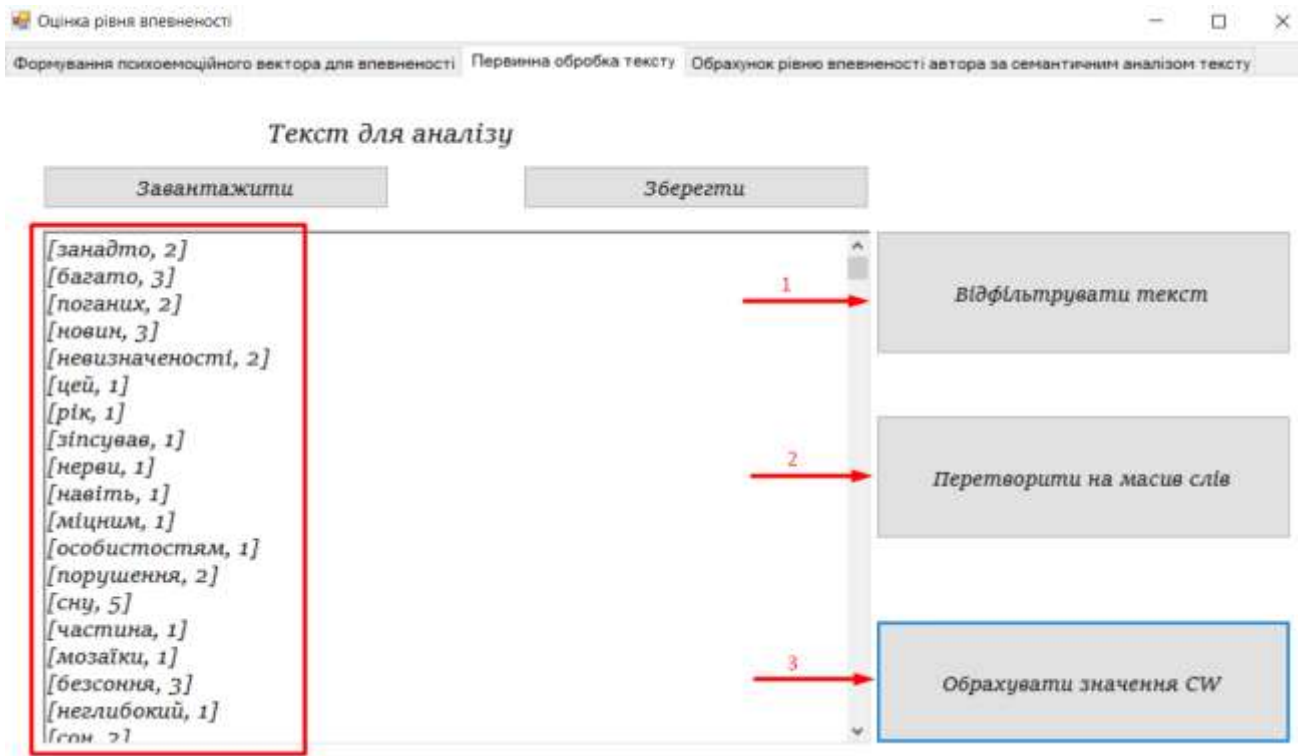 Оцінка рівня впевненості
Формування психоемоційного вектора для впевненості Первинна обробка тексту Обрахунок рівню впевненості автора за семантичним аналізом тексту
Текст для аналізу
Завантажити
Зберегти
[занадто, 2]
[багато, 3]
[поганих, 2]
[новин, 3]
[невизначеності, 2]
[цей, 1]
[рік, 1]
[зіпсував, 1]
[нерви, 1]
[навіть, 1]
[міцним, 1]
[особистостям, 1]
[порушення, 2]
[сну, 5]
[частина, 1]
[мозаїки, 1]
[безсоння, 3]
[неглибокий, 1]
[сон, 2]
1
Відфільтрувати текст
2
Перетворити на масив слів
3
Обрахувати значення CW